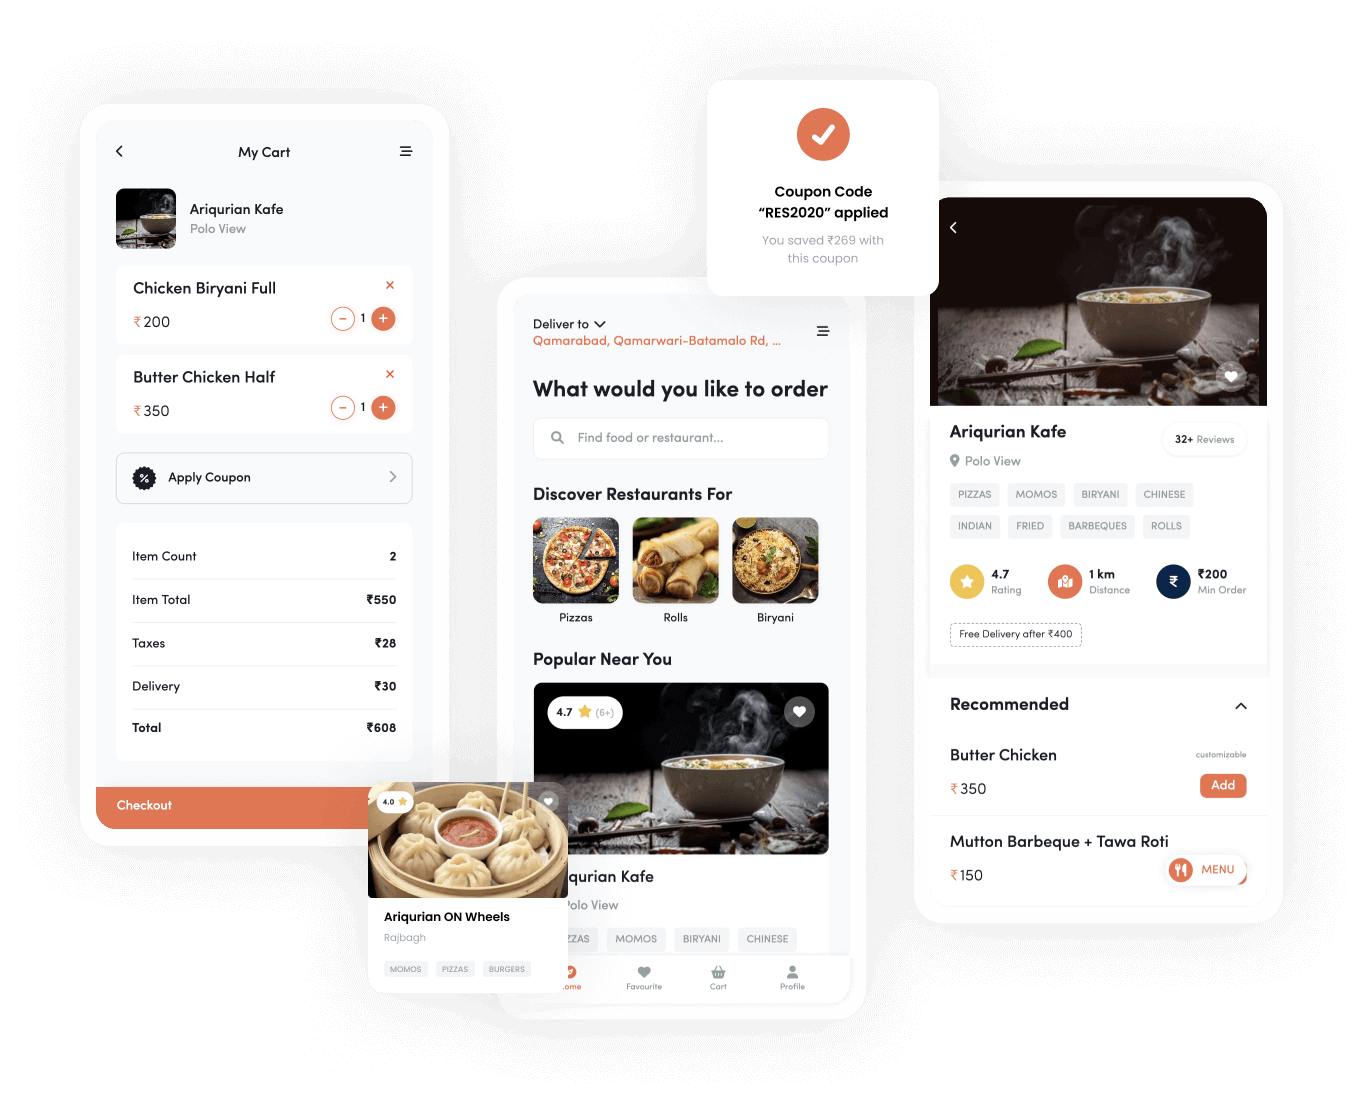 My Cart
Ariqurian Kafe
Polo View
Chicken Biryani Full
₹200
1
Butter Chicken Half
₹350
1
%
Apply Coupon
Item Count 2
Item Total ₹550
Taxes ₹28
Delivery ₹30
Total ₹608
Checkout
4.0
Ariqurian ON Wheels
Rajbagh
MOMOS PIZZAS BURGERS
Deliver to
Qamarabad, Qamarwari-Batamalo Rd, ...
What would you like to order
Find food or restaurant...
Discover Restaurants For
Pizzas Rolls Biryani
Popular Near You
4.7 (6+)
qurian Kafe
Polo View
ZZAS MOMOS BIRYANI CHINESE
ome Favourite Cart Profile
Coupon Code
“RES2020” applied
You saved ₹269 with
this coupon
Ariqurian Kafe
32+ Reviews
Polo View
PIZZAS MOMOS BIRYANI CHINESE
INDIAN FRIED BARBEQUES ROLLS
4.7
Rating
1 km
Distance
₹
₹200
Min Order
Free Delivery after ₹400
Recommended
Butter Chicken
customizable
₹350
Add
Mutton Barbeque + Tawa Roti
₹150
MENU